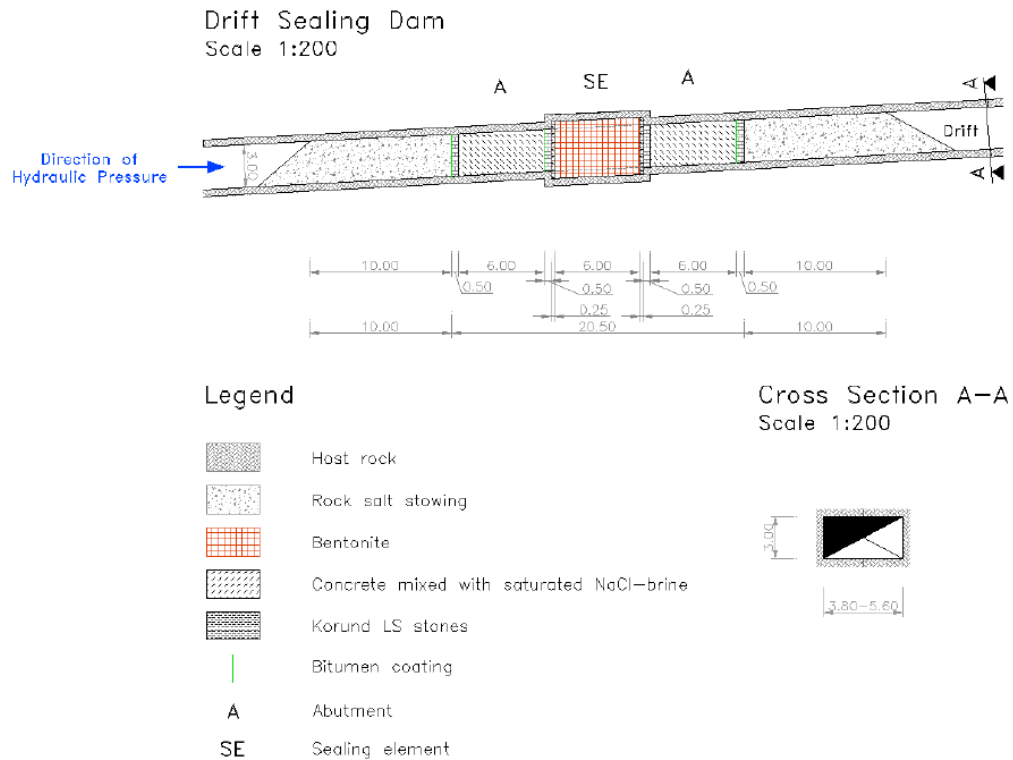 Drift Sealing Dam
Scale 1:200
A
SE
A
A
Direction of
Hydraulic Pressure
3.00
Drift
A
10.00
6.00
6.00
6.00
10.00
0.50
0.50
0.50
0.50
0.25
0.25
10.00
20.50
10.00
Legend
Host rock
Rock salt stowing
Bentonite
Concrete mixed with saturated NaCl-brine
Korund LS stones
Bitumen coating
A Abutment
SE Sealing element
Cross Section A-A
Scale 1:200
3.00
3.80-5.60